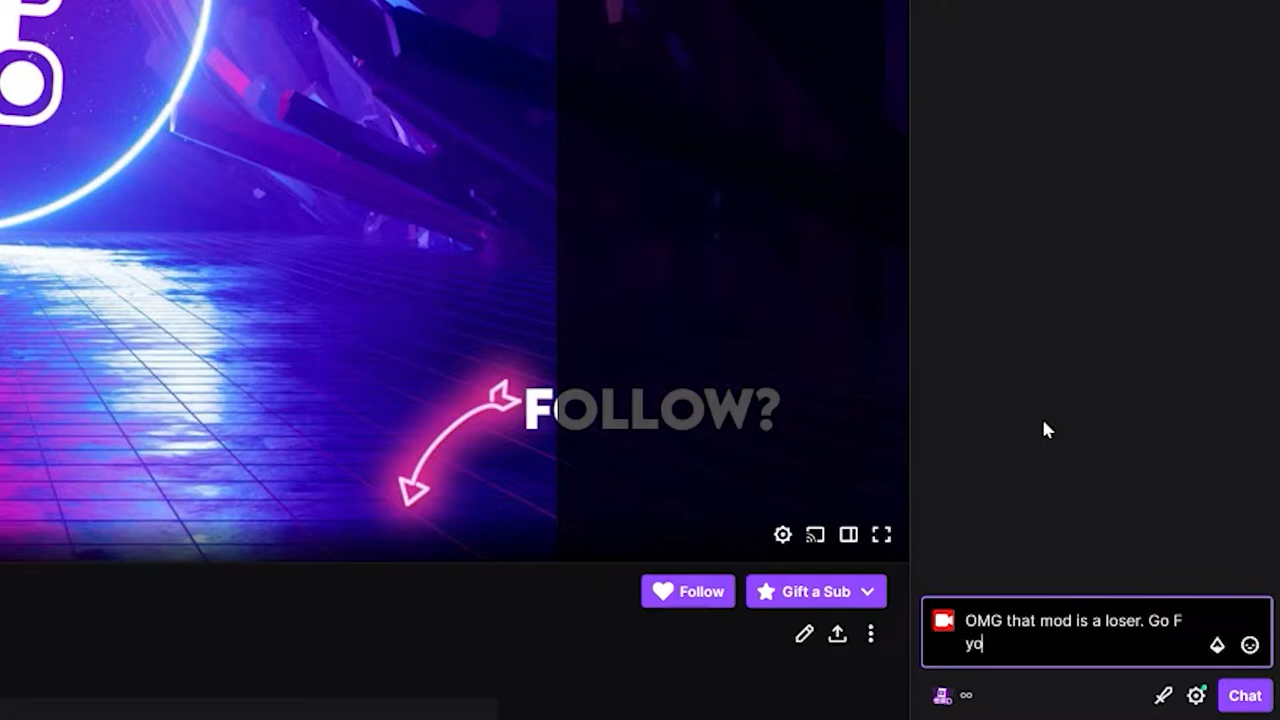 FOLLOW?
Follow
Gift a Sub
OMG that mod is a loser. Go F
yo
Chat